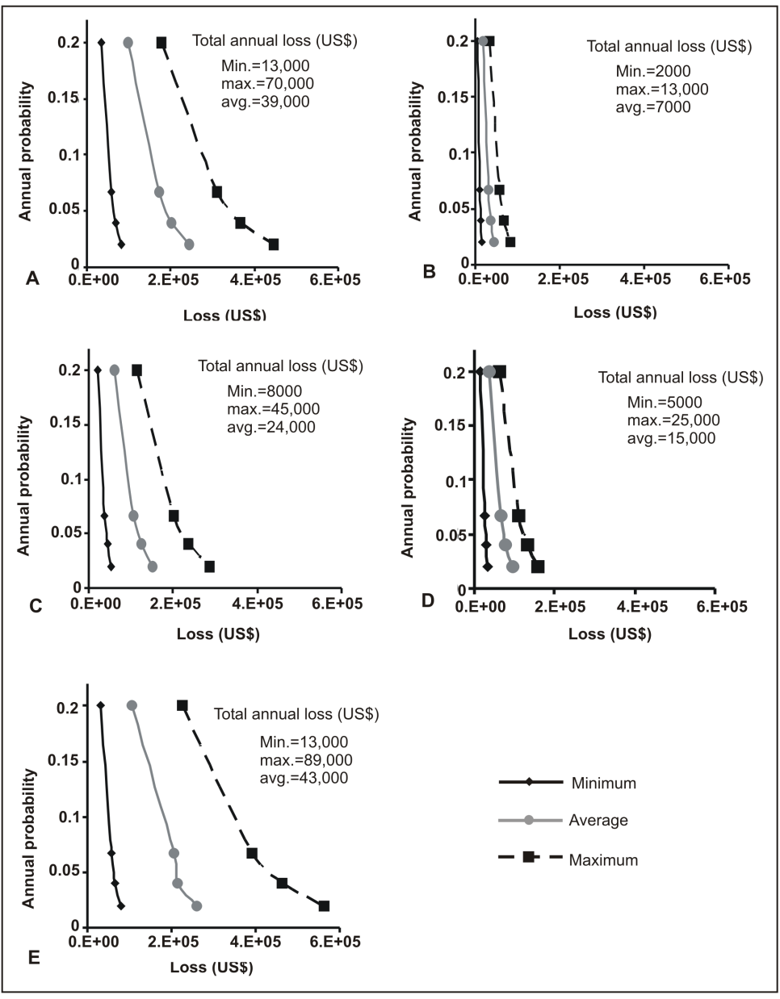 Total annual loss (US$)
Min.=13,000
max.=70,000
avg.=39,000
Annual probability
0.2
0.15
0.1
0.05
0
0.E+00 2.E+05 4.E+05 6.E+05
A
Loss (US$)
Total annual loss (US$)
Min.=2000
max.=13,000
avg.=7000
Annual probability
0.2
0.15
0.1
0.05
0
0.E+00 2.E+05 4.E+05 6.E+05
B
Loss (US$)
Total annual loss (US$)
Min.=8000
max.=45,000
avg.=24,000
Annual probability
0.2
0.15
0.1
0.05
0
0.E+00 2.E+05 4.E+05 6.E+05
C
Loss (US$)
Total annual loss (US$)
Min.=5000
max.=25,000
avg.=15,000
Annual probability
0.2
0.15
0.1
0.05
0
0.E+00 2.E+05 4.E+05 6.E+05
D
Loss (US$)
Total annual loss (US$)
Min.=13,000
max.=89,000
avg.=43,000
Annual probability
0.2
0.15
0.1
0.05
0
0.E+00 2.E+05 4.E+05 6.E+05
E
Loss (US$)
Minimum
Average
Maximum